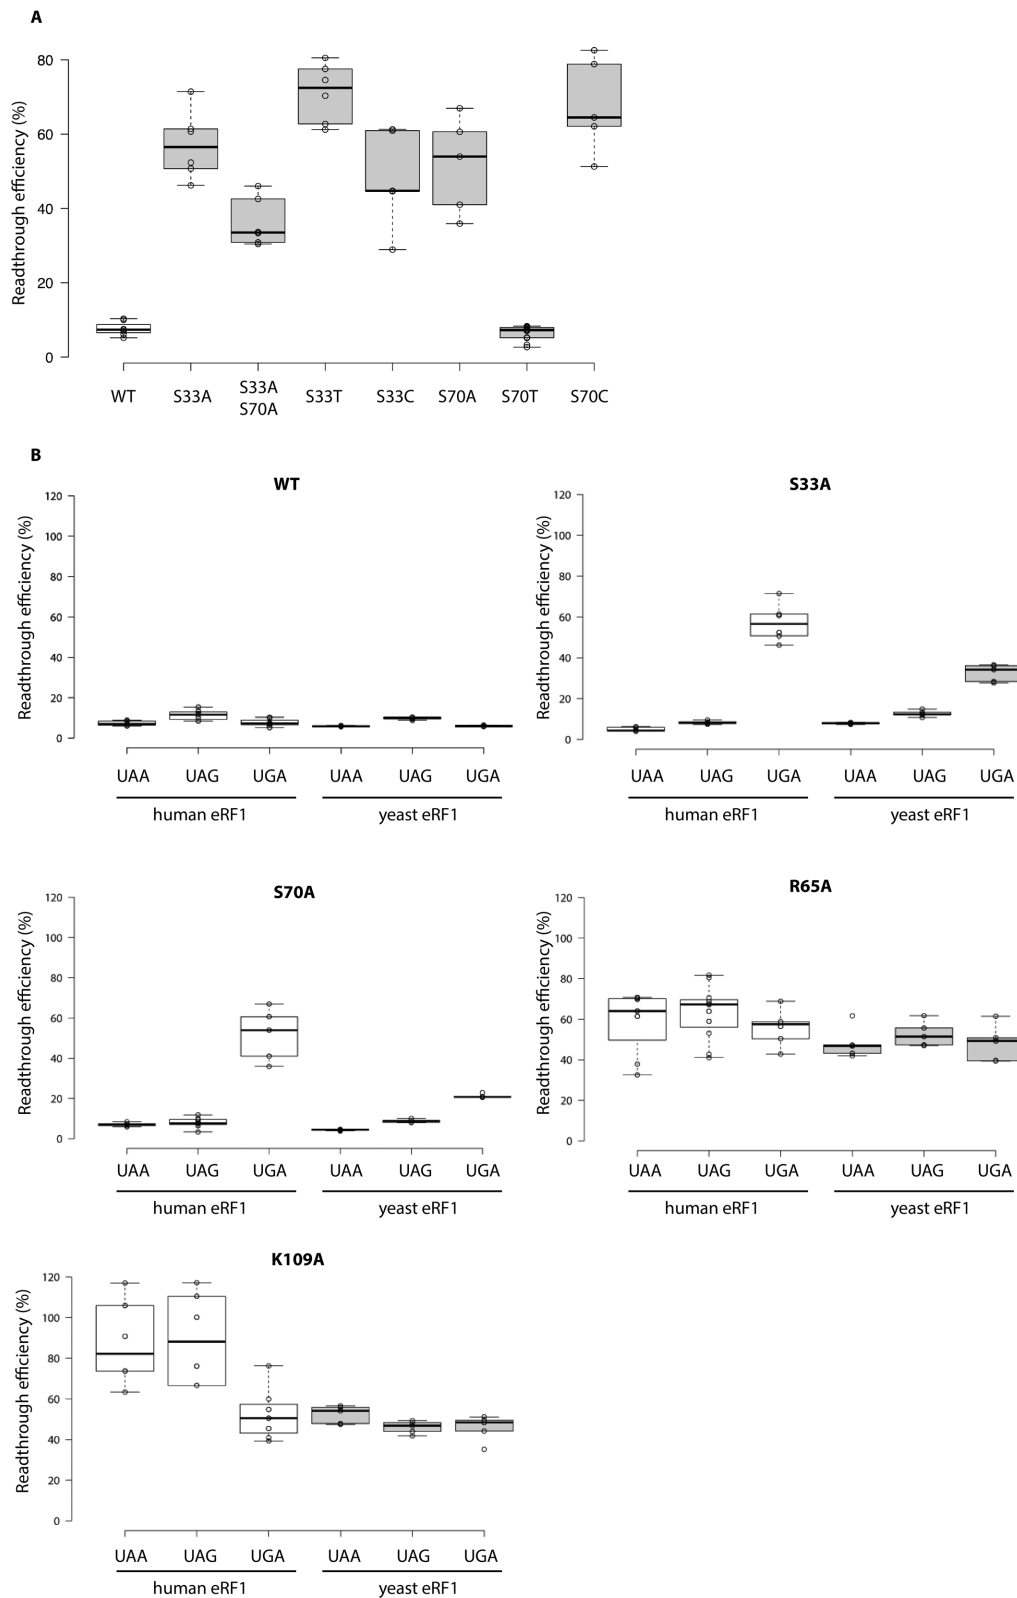 A
Readthrough efficiency (%)
80
60
40
20
0
WT S33A S33A S33T S33C S70A S70T S70C
S70A
B
WT
Readthrough efficiency (%)
120
100
80
60
40
20
0
UAA UAG UGA UAA UAG UGA
human eRF1 yeast eRF1
S33A
Readthrough efficiency (%)
120
100
80
60
40
20
0
UAA UAG UGA UAA UAG UGA
human eRF1 yeast eRF1
S70A
Readthrough efficiency (%)
120
100
80
60
40
20
0
UAA UAG UGA UAA UAG UGA
human eRF1 yeast eRF1
R65A
Readthrough efficiency (%)
120
100
80
60
40
20
0
UAA UAG UGA UAA UAG UGA
human eRF1 yeast eRF1
K109A
Readthrough efficiency (%)
120
100
80
60
40
20
0
UAA UAG UGA UAA UAG UGA
human eRF1 yeast eRF1